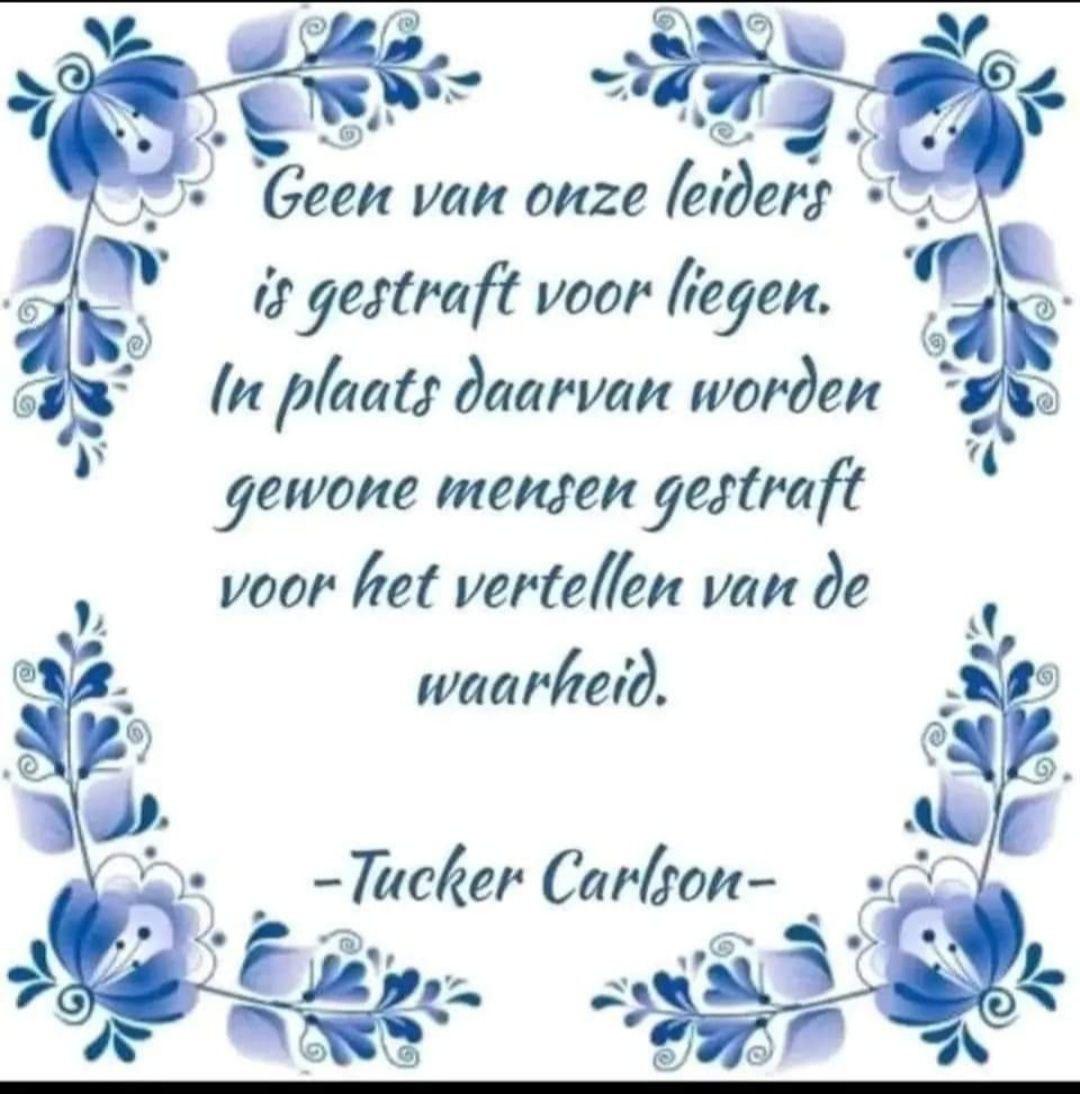 Geen van onze leiders
is gestraft voor liegen.
In plaats daarvan worden
gewone mensen gestraft
voor het vertellen van de
waarheid.
-Tucker Carlson-